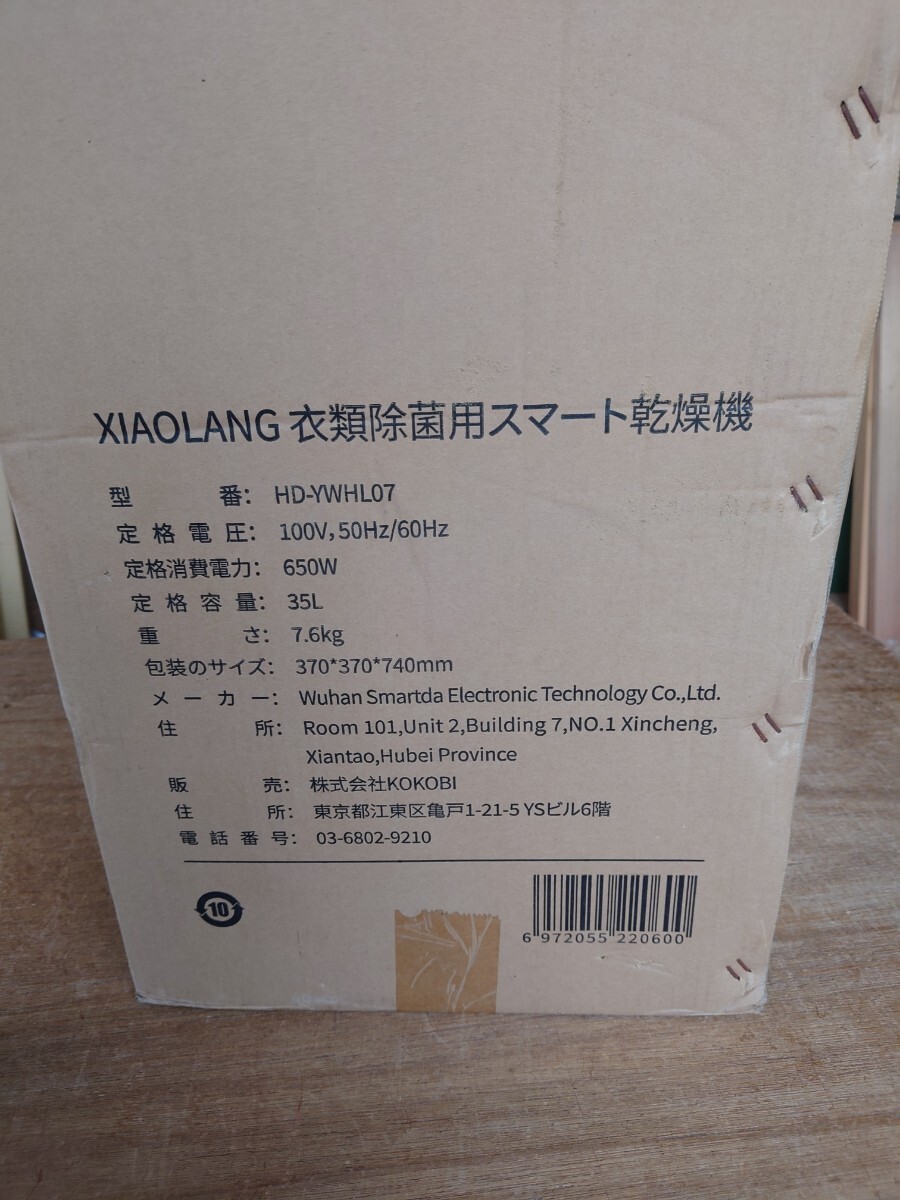 XIAOLANG 衣類除菌用スマート乾燥機
型番： HD-YWHL07
定格電圧： 100V,50Hz/60Hz
定格消費電力： 650W
定格容量： 35L
重さ： 7.6kg
包装のサイズ： 370*370*740mm
メーカー： Wuhan Smartda Electronic Technology Co.,Ltd.
住所： Room 101,Unit 2,Building 7,NO.1 Xincheng,
Xiantao,Hubei Province
販売： 株式会社KOKOBI
住所： 東京都江東区亀戸1-21-5 YSビル6階
電話番号： 03-6802-9210
10
6 972055 220600